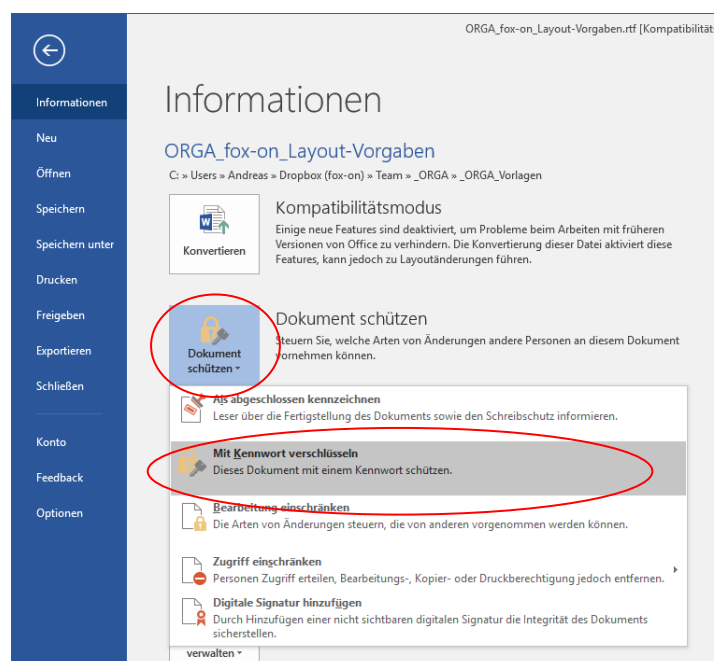 ORGA_fox-on_Layout-Vorgaben.rtf [Kompatibilität
Informationen
Neu
Öffnen
Speichern
Speichern unter
Drucken
Freigeben
Exportieren
Schließen
Konto
Feedback
Optionen
Informationen
ORGA_fox-on_Layout-Vorgaben
C: » Users » Andreas » Dropbox (fox-on) » Team » _ORGA » _ORGA_Vorlagen
Konvertieren
Kompatibilitätsmodus
Einige neue Features sind deaktiviert, um Probleme beim Arbeiten mit früheren
Versionen von Office zu verhindern. Die Konvertierung dieser Datei aktiviert diese
Features, kann jedoch zu Layoutänderungen führen.
Dokument
schützen
Dokument schützen
Steuern Sie, welche Arten von Änderungen andere Personen an diesem Dokument
vornehmen können.
Als abgeschlossen kennzeichnen
Leser über die Fertigstellung des Dokuments sowie den Schreibschutz informieren.
Mit Kennwort verschlüsseln
Dieses Dokument mit einem Kennwort schützen.
Bearbeitung einschränken
Die Arten von Änderungen steuern, die von anderen vorgenommen werden können.
Zugriff einschränken
Personen Zugriff erteilen, Bearbeitungs-, Kopier- oder Druckberechtigung jedoch entfernen.
Digitale Signatur hinzufügen
Durch Hinzufügen einer nicht sichtbaren digitalen Signatur die Integrität des Dokuments
sicherstellen.
verwalten